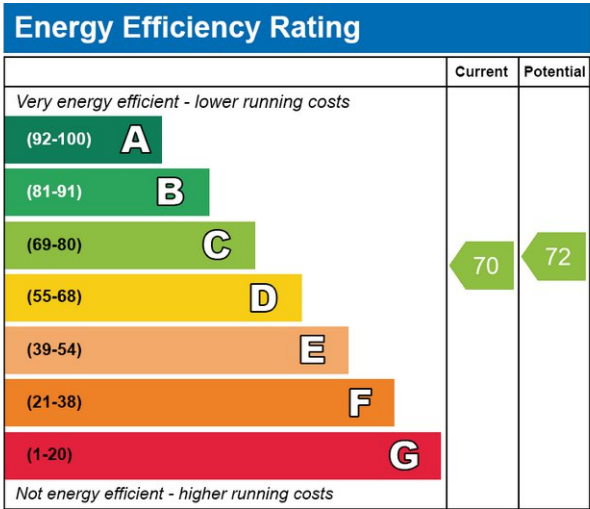 Energy Efficiency Rating
Current Potential
Very energy efficient - lower running costs
(92-100) A
(81-91) B
(69-80) C
70 72
(55-68) D
(39-54) E
(21-38) F
(1-20) G
Not energy efficient - higher running costs